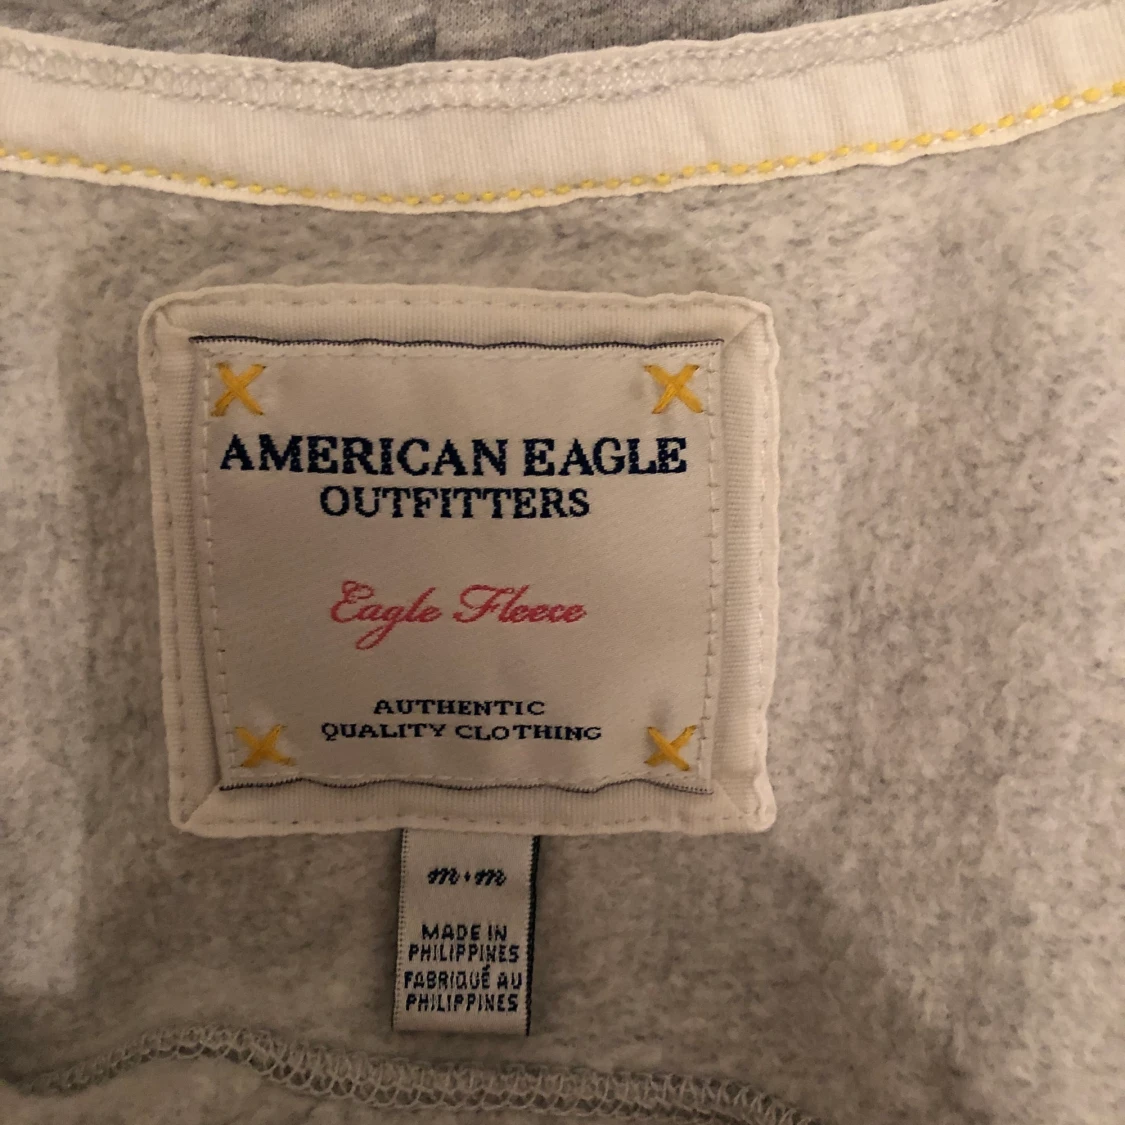 AMERICAN EAGLE
OUTFITTERS
Eagle Fleece
AUTHENTIC
QUALITY CLOTHING
m•m
MADE IN
PHILIPPINES
FABRIQUÉ AU
PHILIPPINES